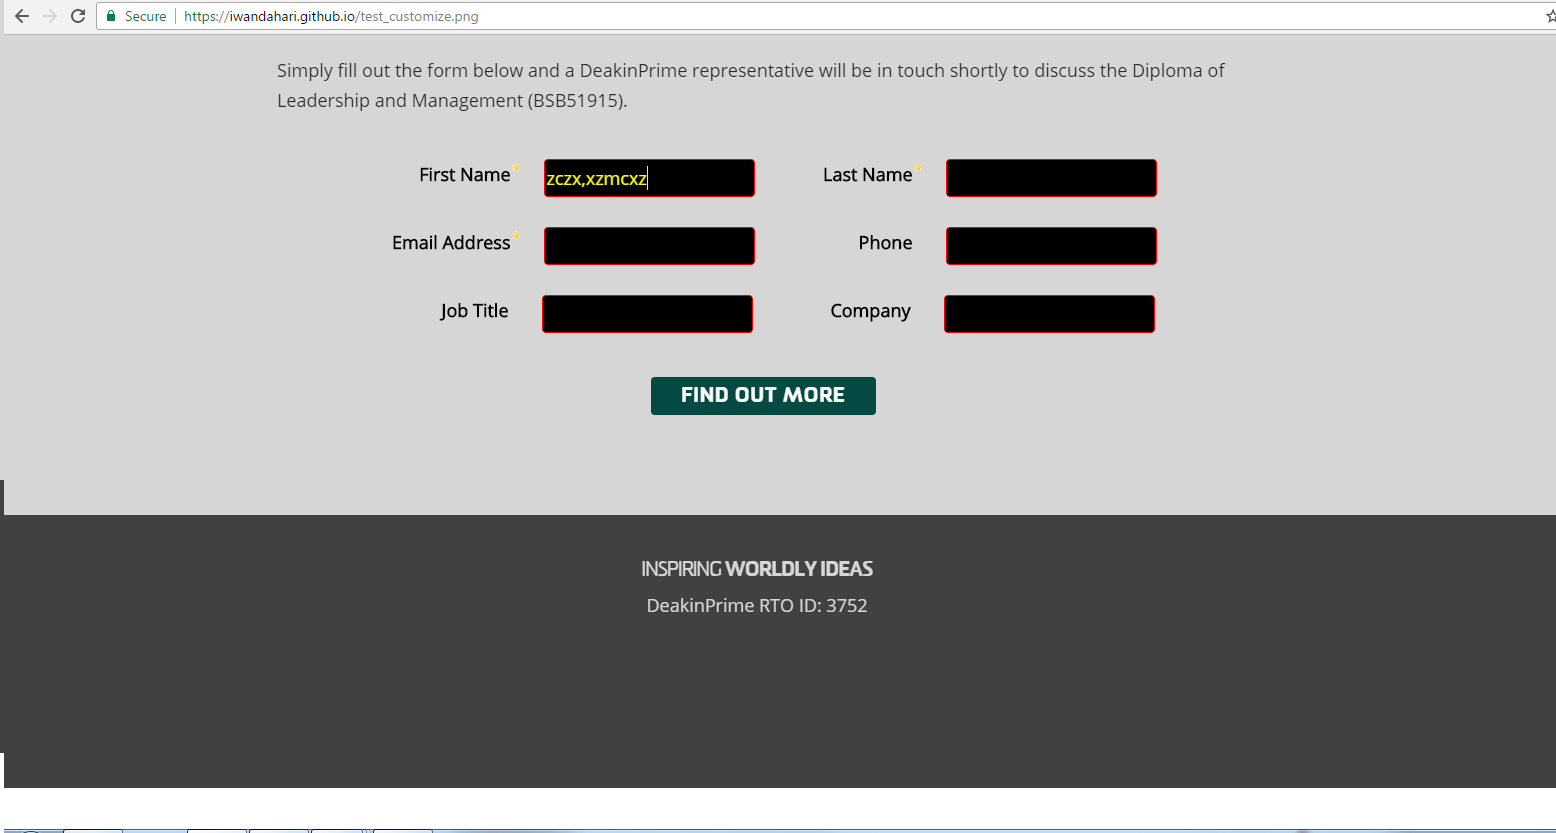 Secure https://iwandahari.github.io/test_customize.png
Simply fill out the form below and a DeakinPrime representative will be in touch shortly to discuss the Diploma of
Leadership and Management (BSB51915).
First Name zczx,xzmcxz Last Name
Email Address Phone
Job Title Company
FIND OUT MORE
INSPIRING WORLDLY IDEAS
DeakinPrime RTO ID: 3752